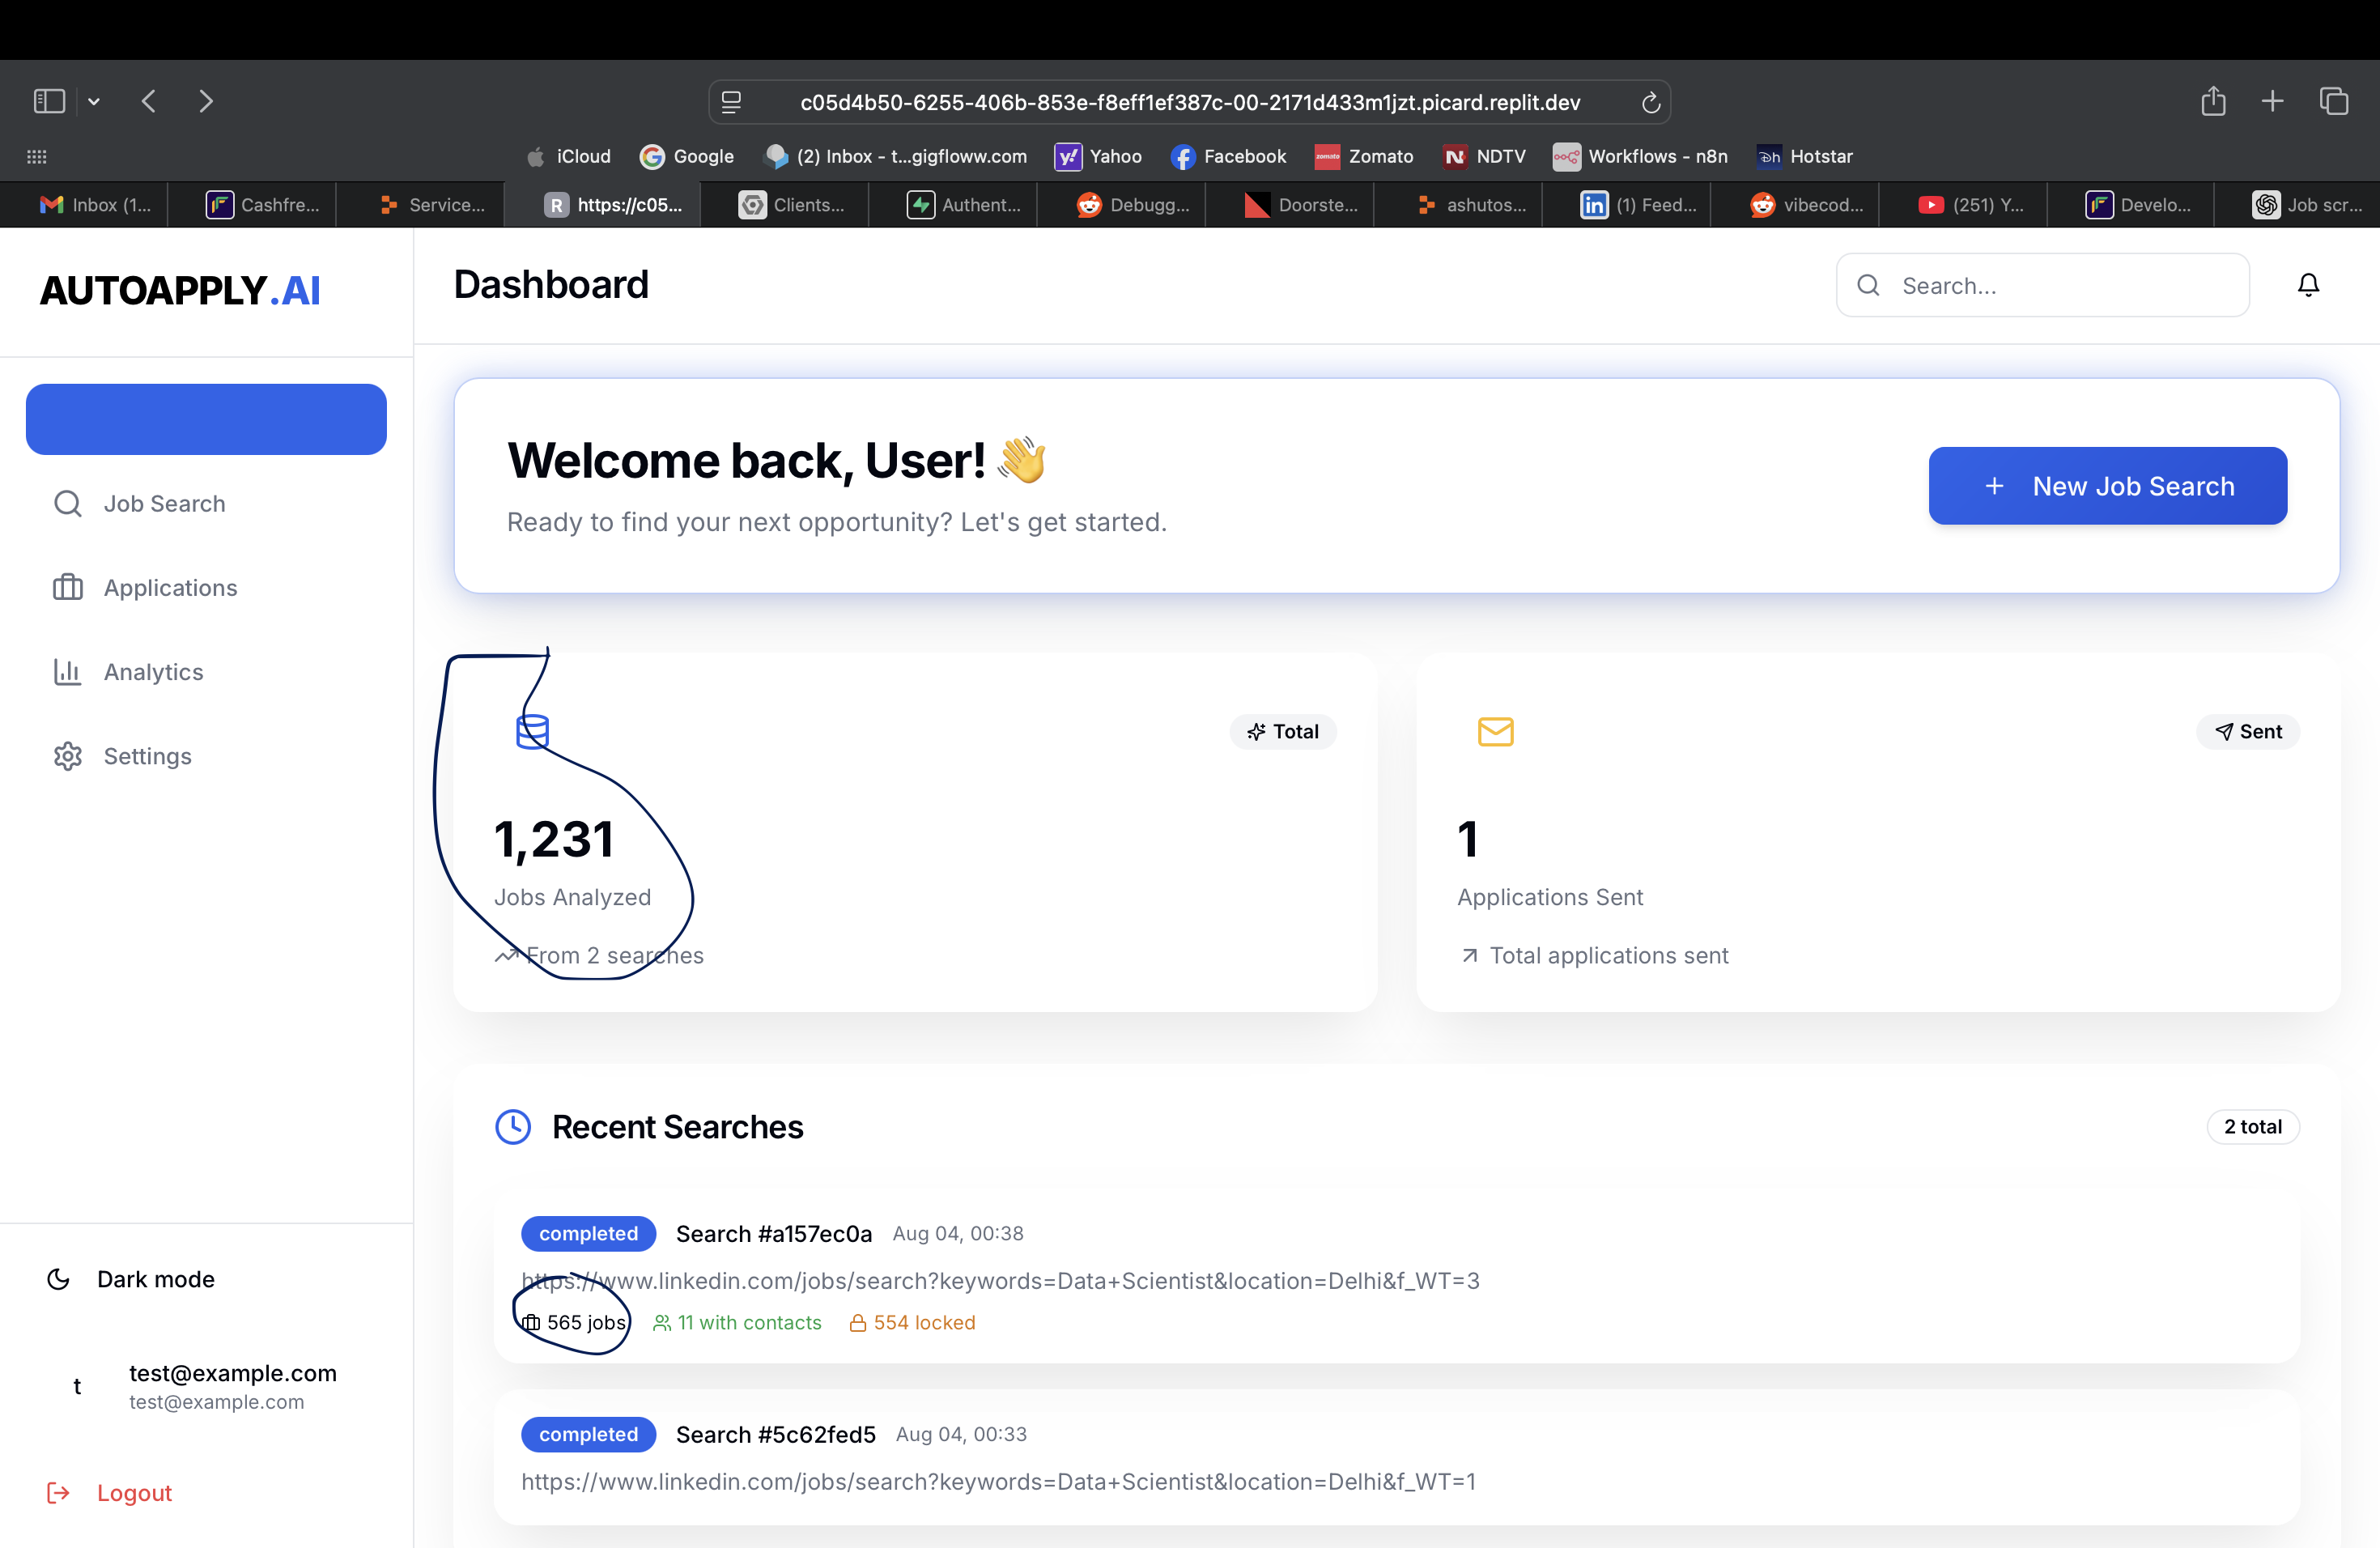 c05d4b50-6255-406b-853e-f8eff1ef387c-00-2171d433m1jzt.picard.replit.dev
iCloud Google (2) Inbox - t...gigfloww.com Yahoo Facebook Zomato NDTV Workflows - n8n Hotstar
Inbox (1... Cashfre... Service... https://c05... Clients... Authent... Debugg... Doorste... ashutos... (1) Feed... vibecod... (251) Y... Develo... Job scr...
AUTOAPPLY.AI
Dashboard
Search...
Welcome back, User! 👋
Ready to find your next opportunity? Let's get started.
+ New Job Search
Job Search
Applications
Analytics
Settings
Total
1,231
Jobs Analyzed
From 2 searches
Sent
1
Applications Sent
Total applications sent
Recent Searches
2 total
completed Search #a157ec0a Aug 04, 00:38
https://www.linkedin.com/jobs/search?keywords=Data+Scientist&location=Delhi&f_WT=3
565 jobs 11 with contacts 554 locked
completed Search #5c62fed5 Aug 04, 00:33
https://www.linkedin.com/jobs/search?keywords=Data+Scientist&location=Delhi&f_WT=1
Dark mode
t
test@example.com
test@example.com
Logout